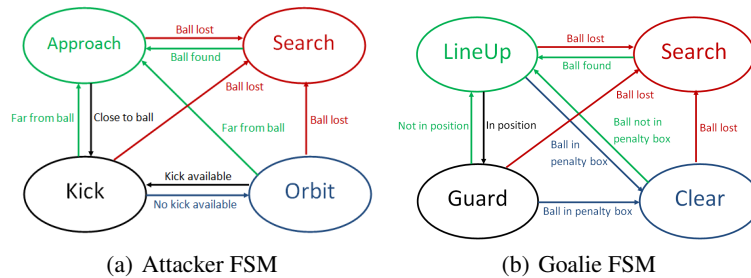 Approach
Ball lost
Search
Ball found
Ball lost
Far from ball
Close to ball
Far from ball
Ball lost
Kick
Kick available
No kick available
Orbit
(a) Attacker FSM
LineUp
Ball lost
Search
Ball found
Ball lost
Not in position
In position
Ball in
penalty box
Ball not in
penalty box
Ball lost
Guard
Ball in penalty box
Clear
(b) Goalie FSM